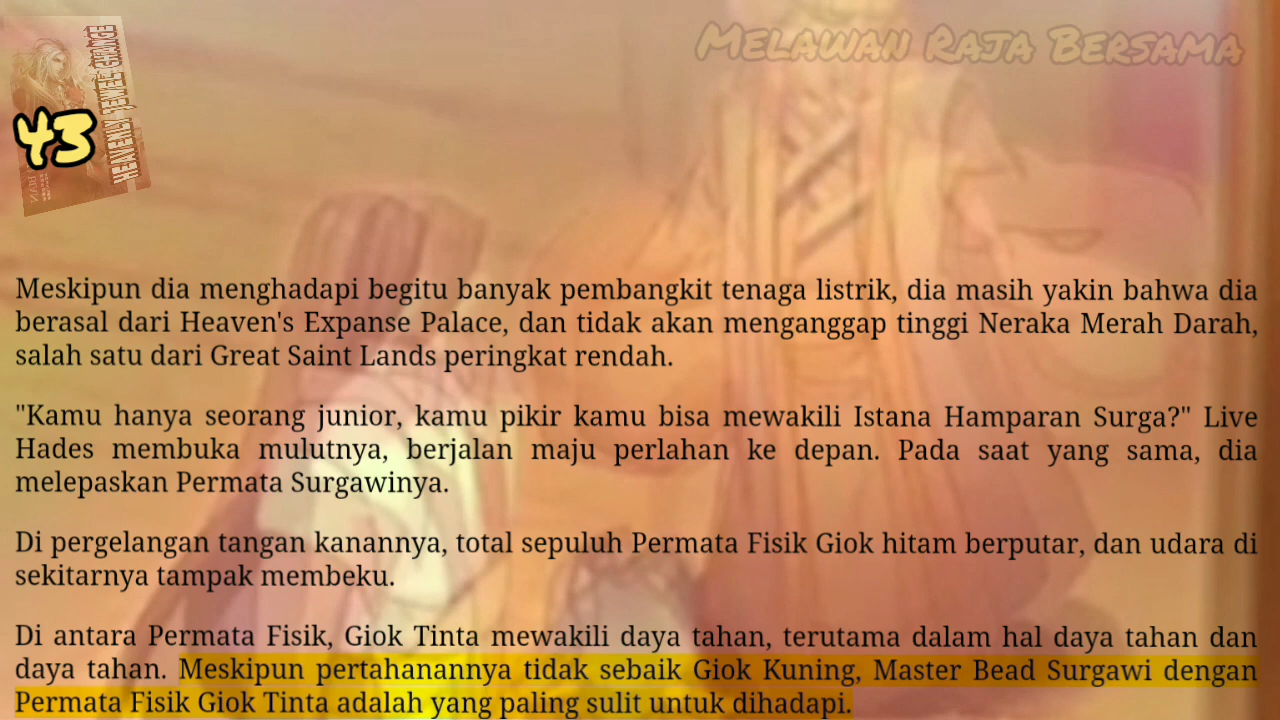 Melawan Raja Bersama
HEAVENLY JEWEL CHANGE
43
Meskipun dia menghadapi begitu banyak pembangkit tenaga listrik, dia masih yakin bahwa dia
berasal dari Heaven's Expanse Palace, dan tidak akan menganggap tinggi Neraka Merah Darah,
salah satu dari Great Saint Lands peringkat rendah.
"Kamu hanya seorang junior, kamu pikir kamu bisa mewakili Istana Hamparan Surga?" Live
Hades membuka mulutnya, berjalan maju perlahan ke depan. Pada saat yang sama, dia
melepaskan Permata Surgawinya.
Di pergelangan tangan kanannya, total sepuluh Permata Fisik Giok hitam berputar, dan udara di
sekitarnya tampak membeku.
Di antara Permata Fisik, Giok Tinta mewakili daya tahan, terutama dalam hal daya tahan dan
daya tahan. Meskipun pertahanannya tidak sebaik Giok Kuning, Master Bead Surgawi dengan
Permata Fisik Giok Tinta adalah yang paling sulit untuk dihadapi.